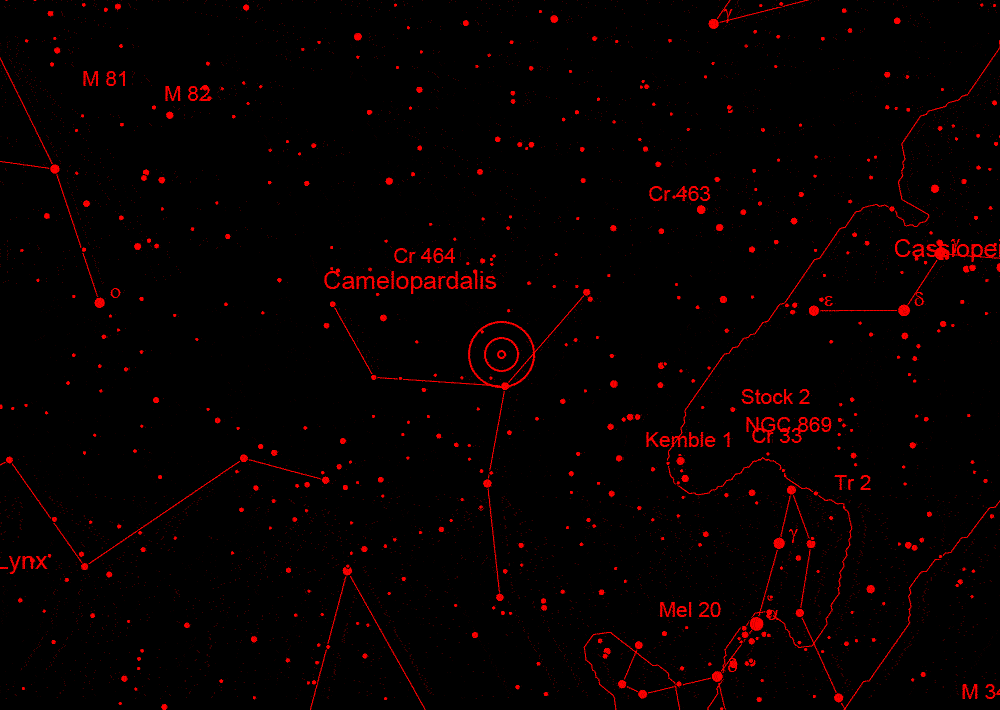 γ
M 81
M 82
Cr 463
Cassiopei
γ
Cr 464
Camelopardalis
ο
ε
δ
Stock 2
NGC 869
Cr 33
Kemble 1
Tr 2
γ
Lynx
Mel 20
α
δ
M 34